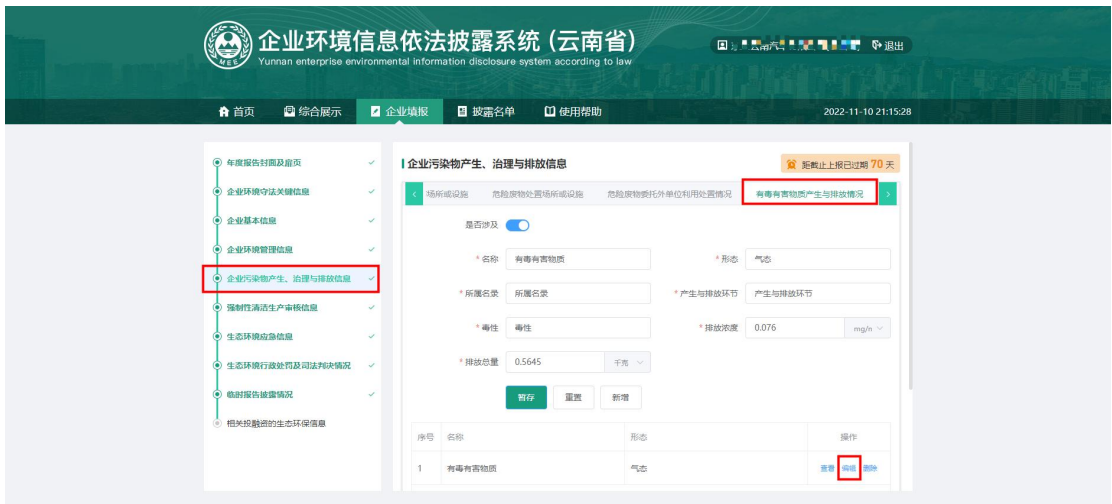 企业环境信息依法披露系统 (云南省)
Yunnan enterprise environmental information disclosure system according to law
MEE
退出
首页 综合展示 企业填报 披露名单 使用帮助 2022-11-10 21:15:28
年度报告封面及扉页
企业环境守法关键信息
企业基本信息
企业环境管理信息
企业污染物产生、治理与排放信息
强制性清洁生产审核信息
生态环境应急信息
生态环境行政处罚及司法判决情况
临时报告披露情况
相关投融资的生态环保信息
企业污染物产生、治理与排放信息 距截止上报已过期 70 天
场所或设施 危险废物处置场所或设施 危险废物委托外单位利用处置情况 有毒有害物质产生与排放情况
是否涉及
* 名称 有毒有害物质 * 形态 气态
* 所属名录 所属名录 * 产生与排放环节 产生与排放环节
* 毒性 毒性 * 排放浓度 0.076 mg/n
* 排放总量 0.5645 千克
暂存 重置 新增
序号 名称 形态 操作
1 有毒有害物质 气态 查看 编辑 删除